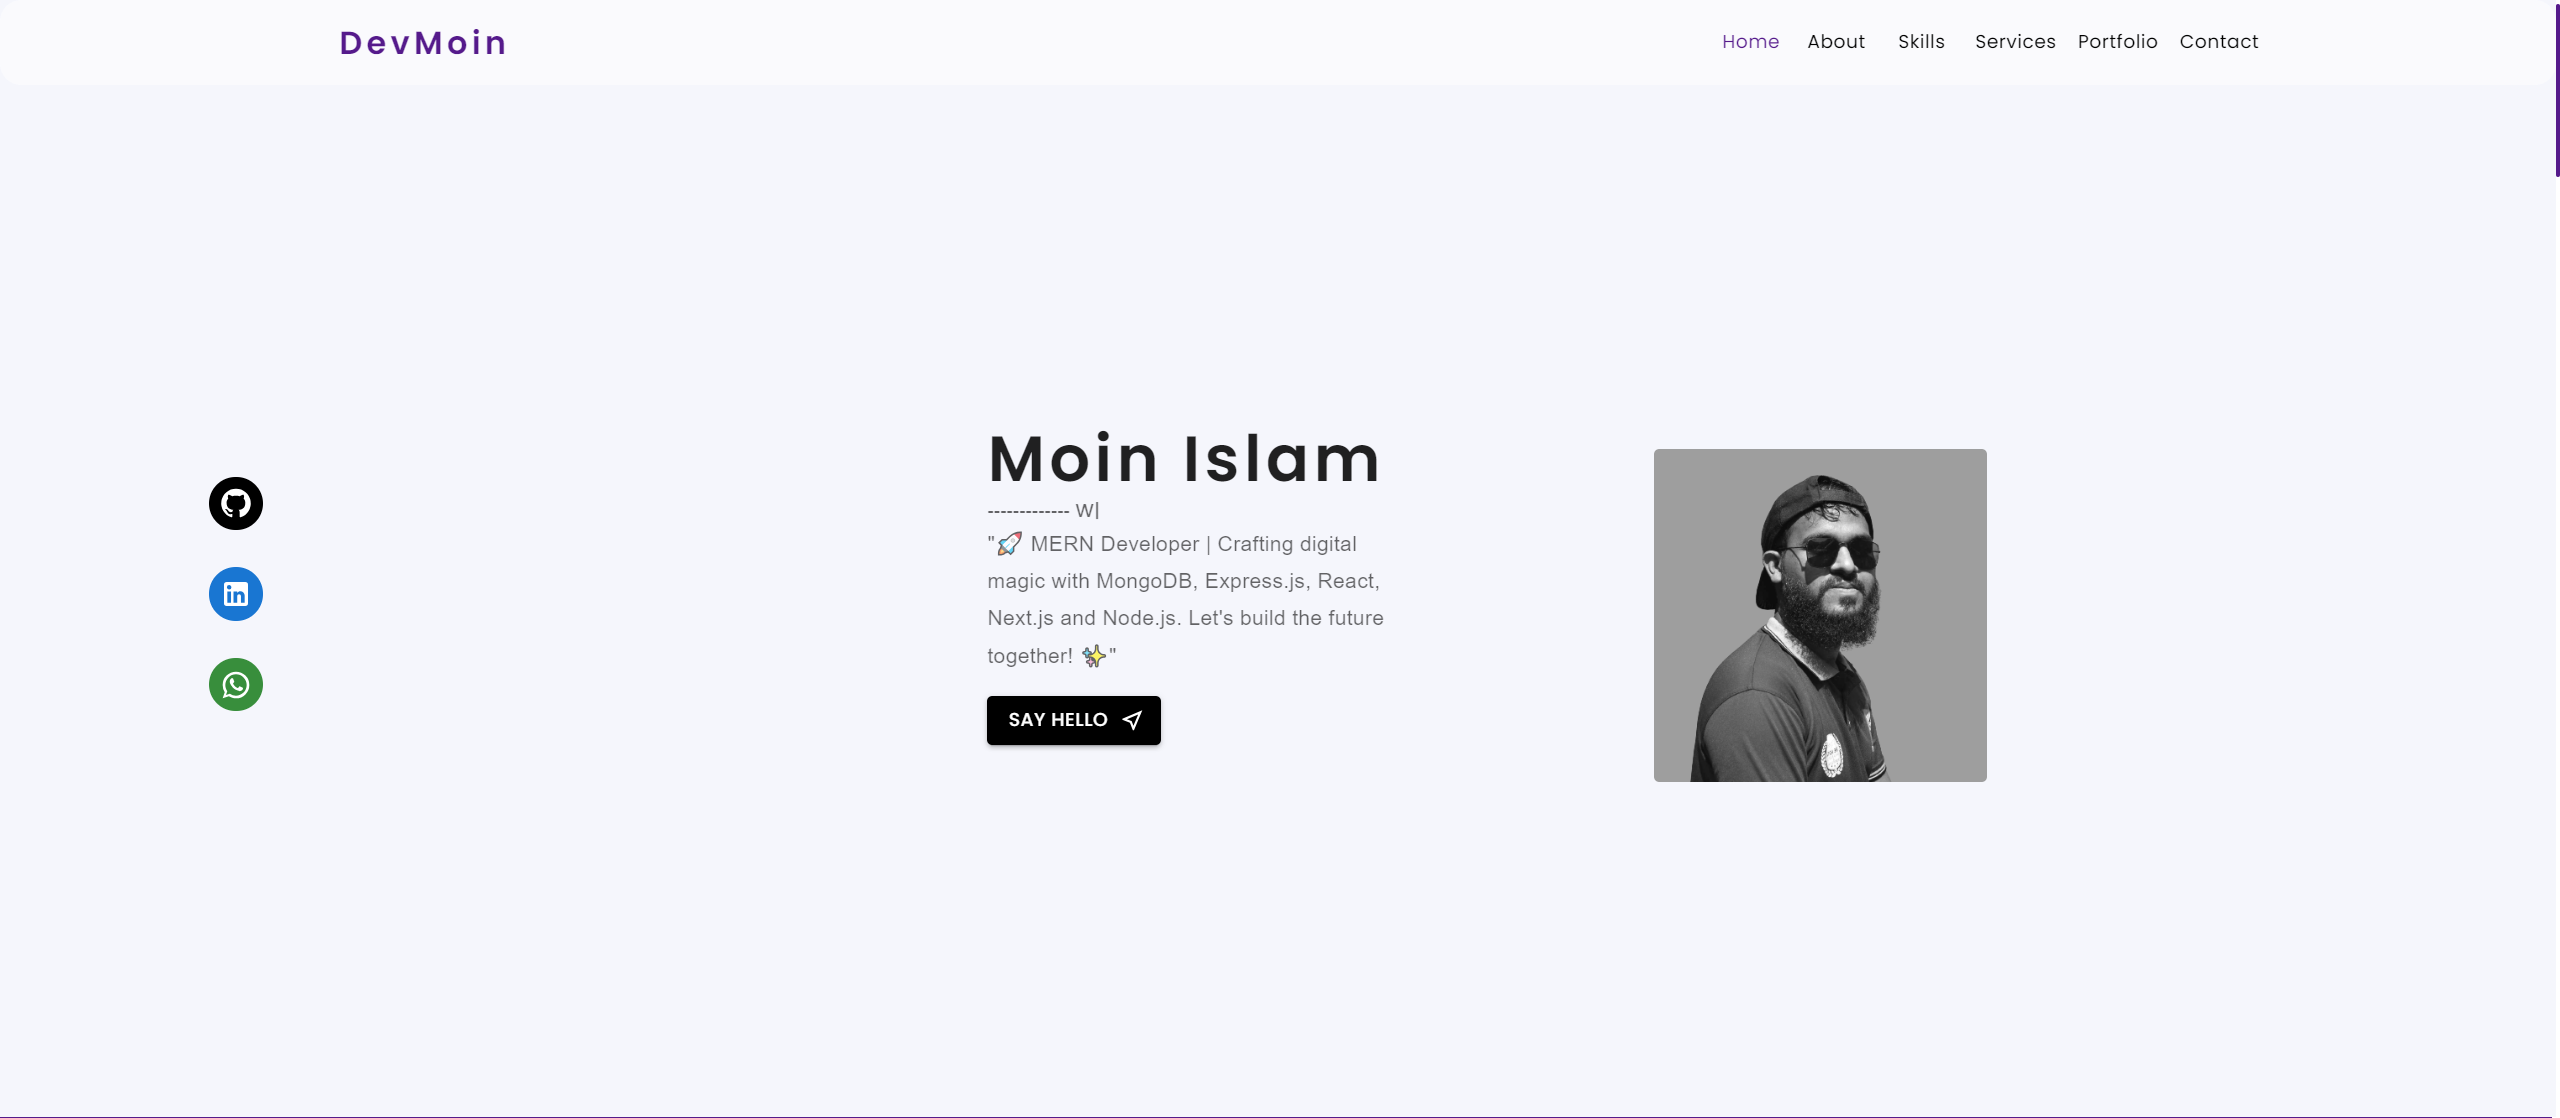 DevMoin
Home About Skills Services Portfolio Contact
Moin Islam
------------- W|
"🚀 MERN Developer | Crafting digital
magic with MongoDB, Express.js, React,
Next.js and Node.js. Let's build the future
together! ✨"
SAY HELLO